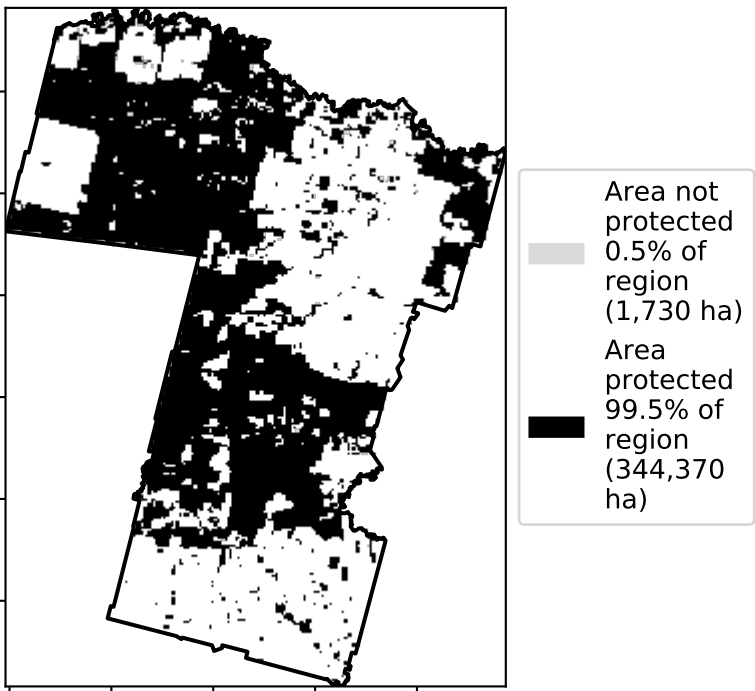 Area not
protected
0.5% of
region
(1,730 ha)
Area
protected
99.5% of
region
(344,370
ha)